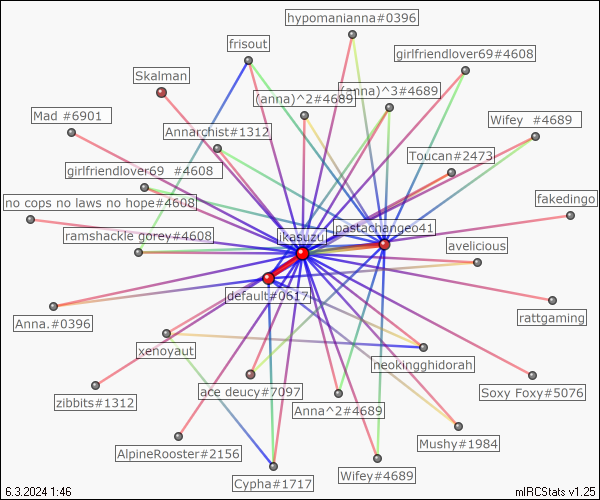 hypomanianna#0396
frisout
girlfriendlover69#4608
Skalman
(anna)^2#4689
(anna)^3#4689
Mad #6901
Annarchist#1312
Wifey #4689
Toucan#2473
girlfriendlover69 #4608
no cops no laws no hope#4608
fakedingo
pastachangeo41
ramshackle gorey#4608
ikasuzu
avelicious
default#0617
rattgaming
Anna.#0396
xenoyaut
neokingghidorah
zibbits#1312
ace deucy#7097
Soxy Foxy#5076
Anna^2#4689
Mushy#1984
AlpineRooster#2156
Wifey#4689
Cypha#1717
6.3.2024 1:46
mIRCStats v1.25